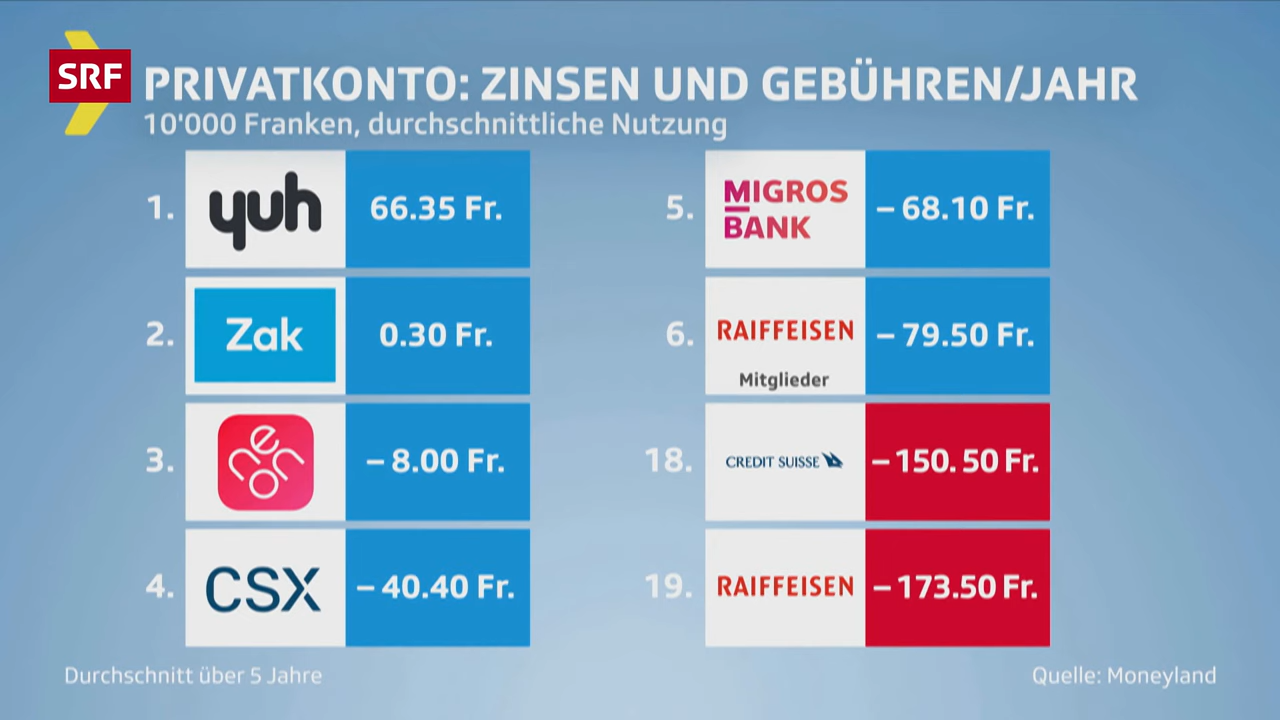 SRF
PRIVATKONTO: ZINSEN UND GEBÜHREN/JAHR
10'000 Franken, durchschnittliche Nutzung
1. yuh 66.35 Fr.
2. Zak 0.30 Fr.
3. neon – 8.00 Fr.
4. CSX – 40.40 Fr.
5. MIGROS BANK – 68.10 Fr.
6. RAIFFEISEN Mitglieder – 79.50 Fr.
18. CREDIT SUISSE – 150.50 Fr.
19. RAIFFEISEN – 173.50 Fr.
Durchschnitt über 5 Jahre
Quelle: Moneyland